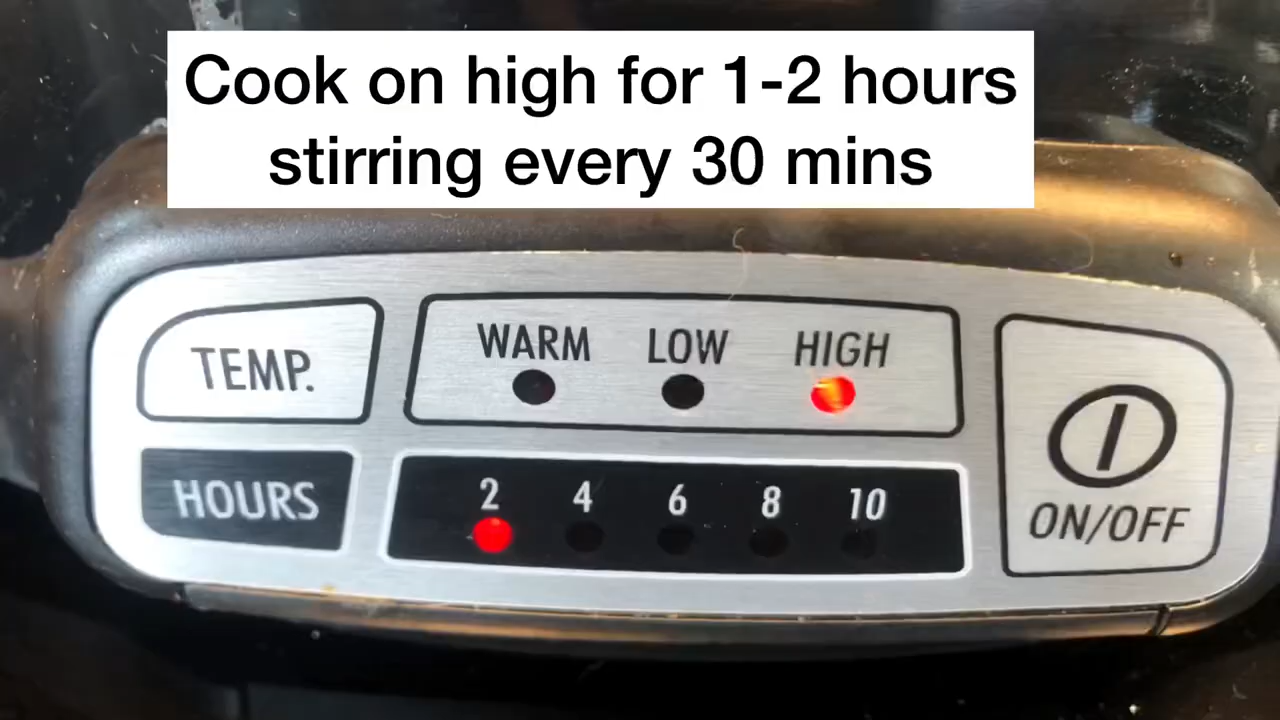 Cook on high for 1-2 hours
stirring every 30 mins
TEMP.
WARM LOW HIGH
HOURS
2 4 6 8 10
ON/OFF